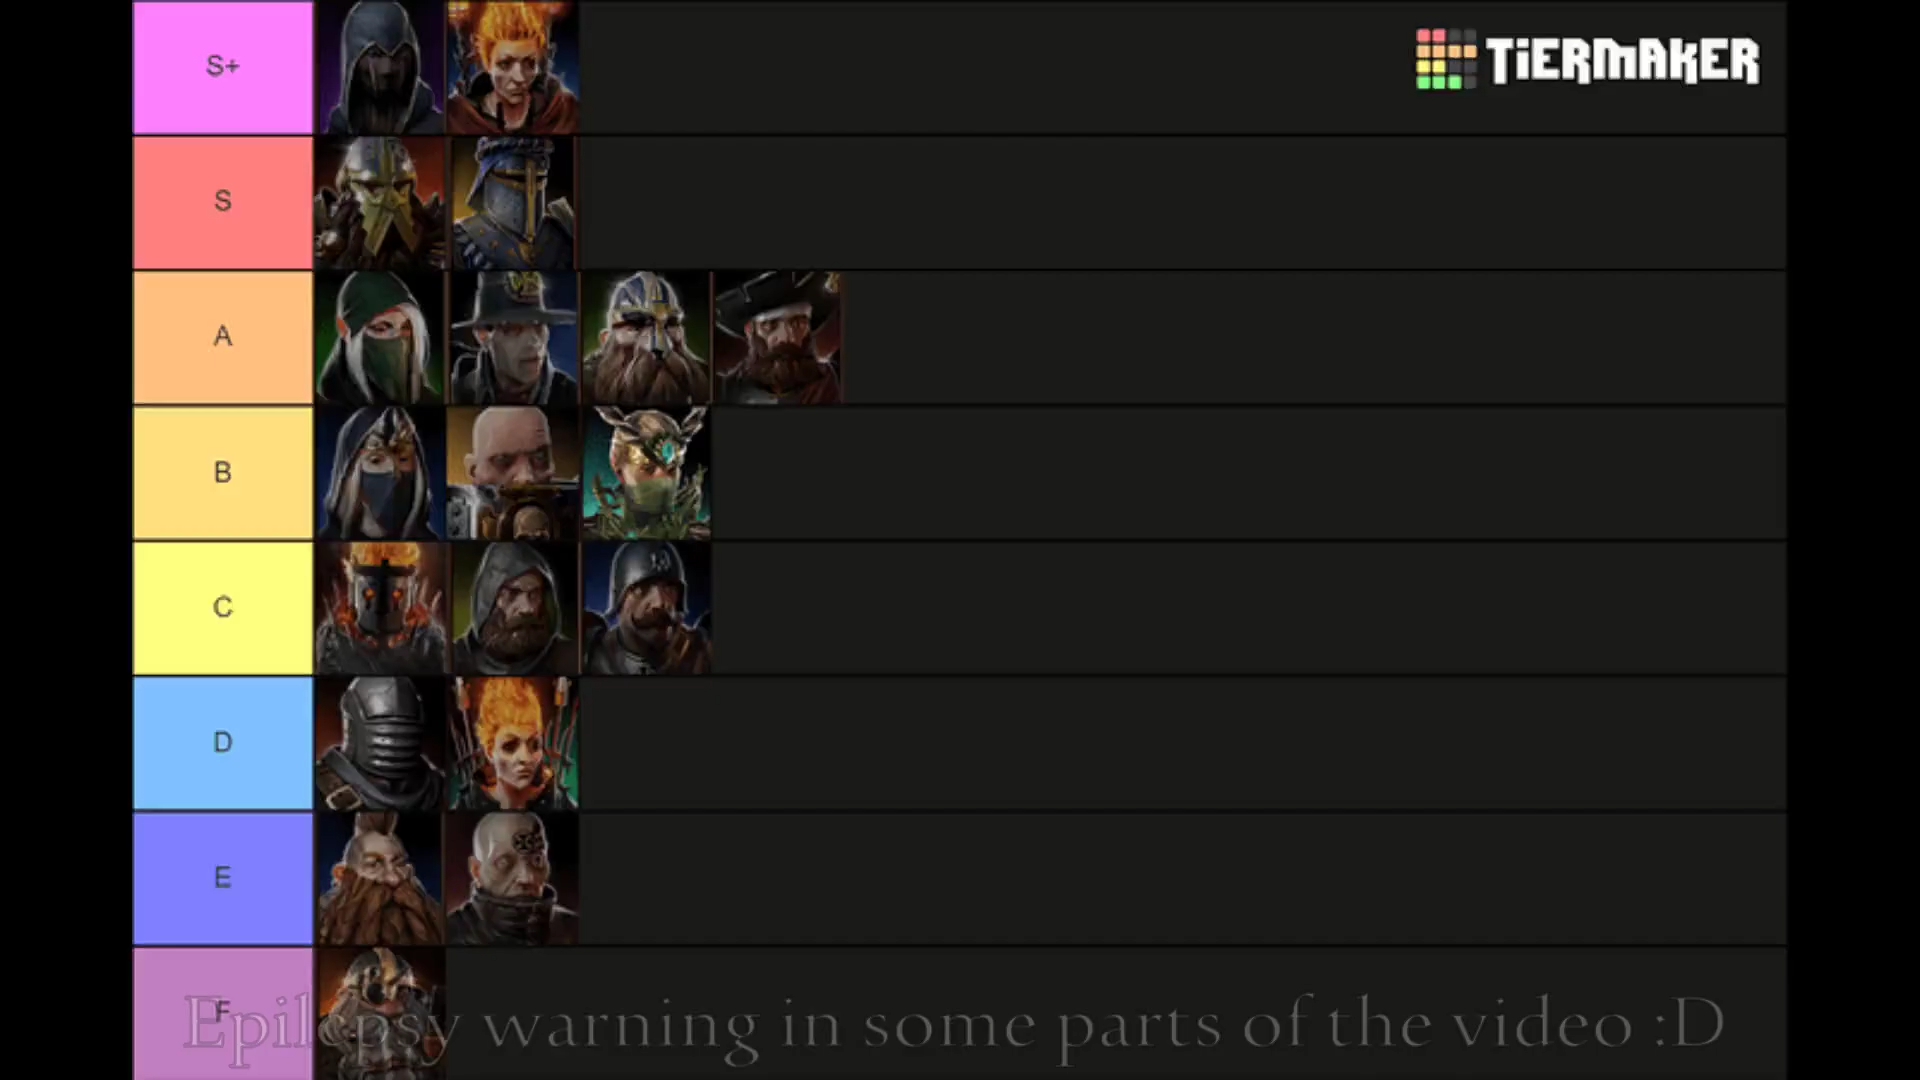 S+
TiERMAKER
S
A
B
C
D
E
F
Epilepsy warning in some parts of the video :D